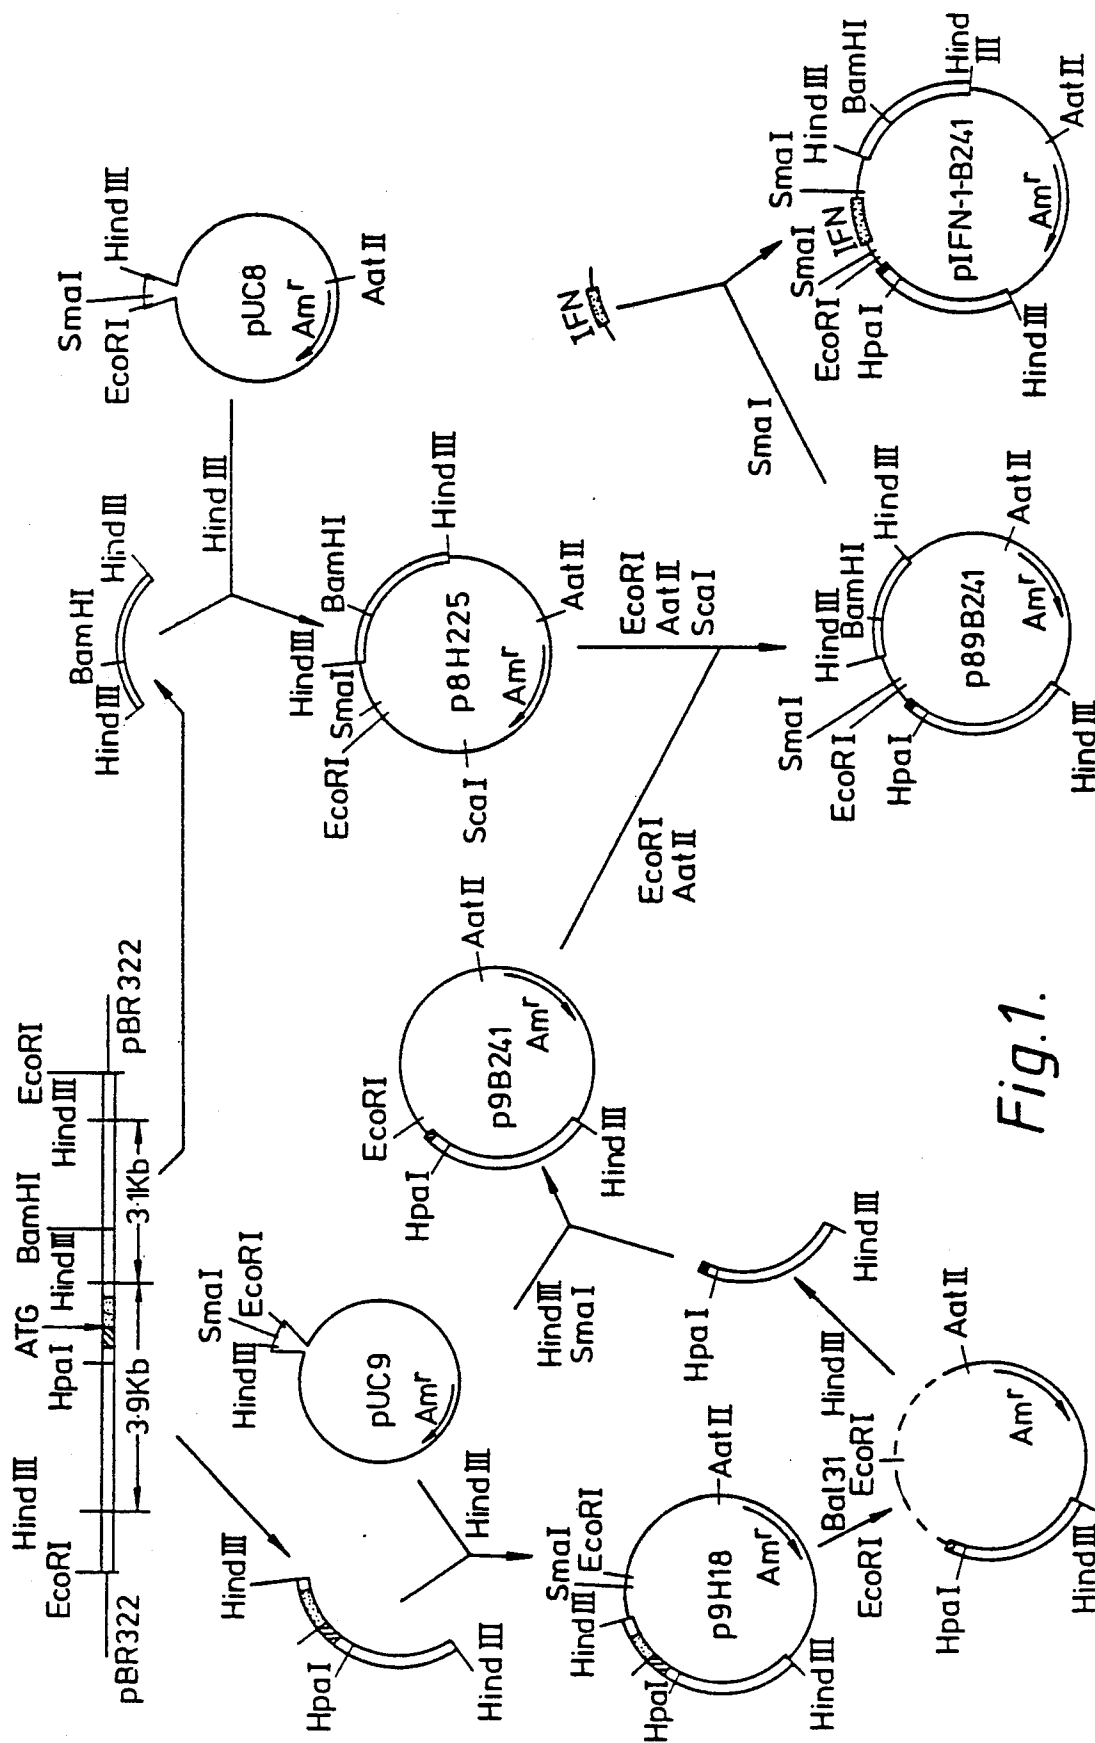 EcoRI
HindIII
HpaI
ATG
HindIII
BamHI
HindIII
EcoRI
pBR322
3·9Kb
3·1Kb
pBR322
HindIII
HpaI
HindIII
HindIII
SmaI
EcoRI
pUC9
Amr
HindIII
HindIII
BamHI
HindIII
SmaI
EcoRI
HindIII
pUC8
Amr
AatII
HindIII
HindIII
SmaI
EcoRI
HpaI
p9H18
AatII
Amr
HindIII
EcoRI
Bal31
EcoRI
AatII
HpaI
Amr
HindIII
HindIII
HpaI
HindIII
HindIII
SmaI
EcoRI
HpaI
p9B241
AatII
Amr
HindIII
EcoRI
SmaI
HindIII
BamHI
HindIII
p8H225
ScaI
Amr
AatII
EcoRI
AatII
EcoRI
AatII
ScaI
SmaI
EcoRI
HpaI
HindIII
BamHI
HindIII
p89B241
AatII
Amr
HindIII
SmaI
IFN
EcoRI
SmaI
IFN
SmaI
HindIII
BamHI
Hind
III
HpaI
pIFN-1-B241
Amr
AatII
HindIII
Fig.1.